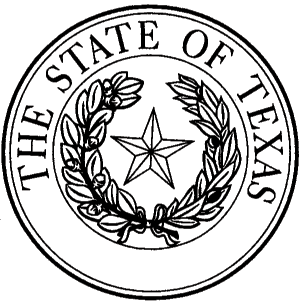 THE STATE OF TEXAS